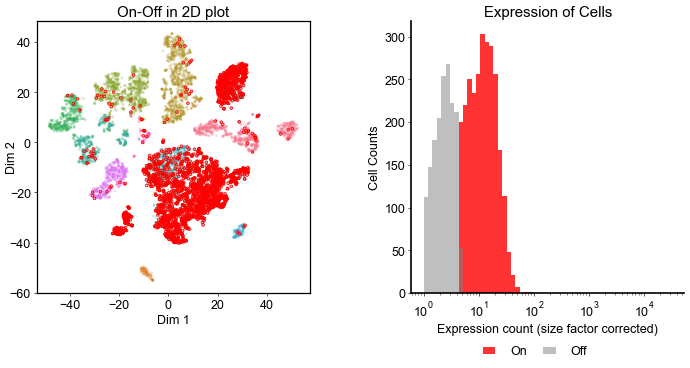 On-Off in 2D plot
40
20
0
−20
−40
−60
Dim 2
−40 −20 0 20 40
Dim 1
Expression of Cells
300
250
200
150
100
50
0
Cell Counts
10^0 10^1 10^2 10^3 10^4
Expression count (size factor corrected)
On Off